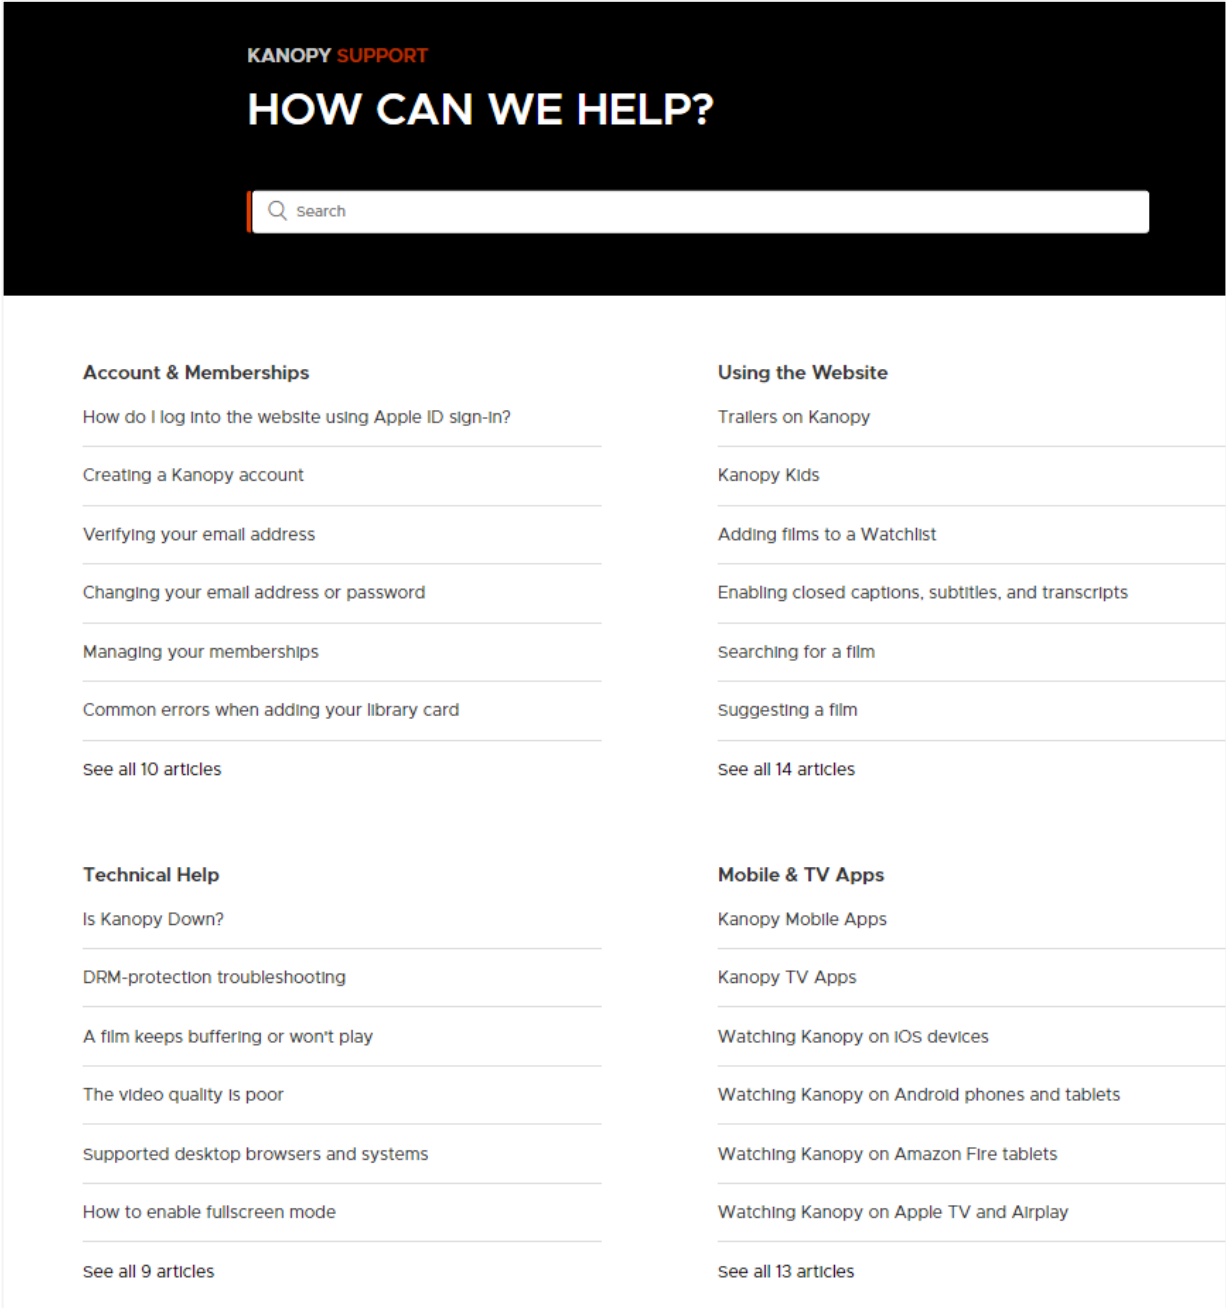 KANOPY SUPPORT
HOW CAN WE HELP?
Search
Account & Memberships
How do I log into the website using Apple ID sign-in?
Creating a Kanopy account
Verifying your email address
Changing your email address or password
Managing your memberships
Common errors when adding your library card
See all 10 articles
Using the Website
Trailers on Kanopy
Kanopy Kids
Adding films to a Watchlist
Enabling closed captions, subtitles, and transcripts
Searching for a film
Suggesting a film
See all 14 articles
Technical Help
Is Kanopy Down?
DRM-protection troubleshooting
A film keeps buffering or won't play
The video quality is poor
Supported desktop browsers and systems
How to enable fullscreen mode
See all 9 articles
Mobile & TV Apps
Kanopy Mobile Apps
Kanopy TV Apps
Watching Kanopy on iOS devices
Watching Kanopy on Android phones and tablets
Watching Kanopy on Amazon Fire tablets
Watching Kanopy on Apple TV and Airplay
See all 13 articles